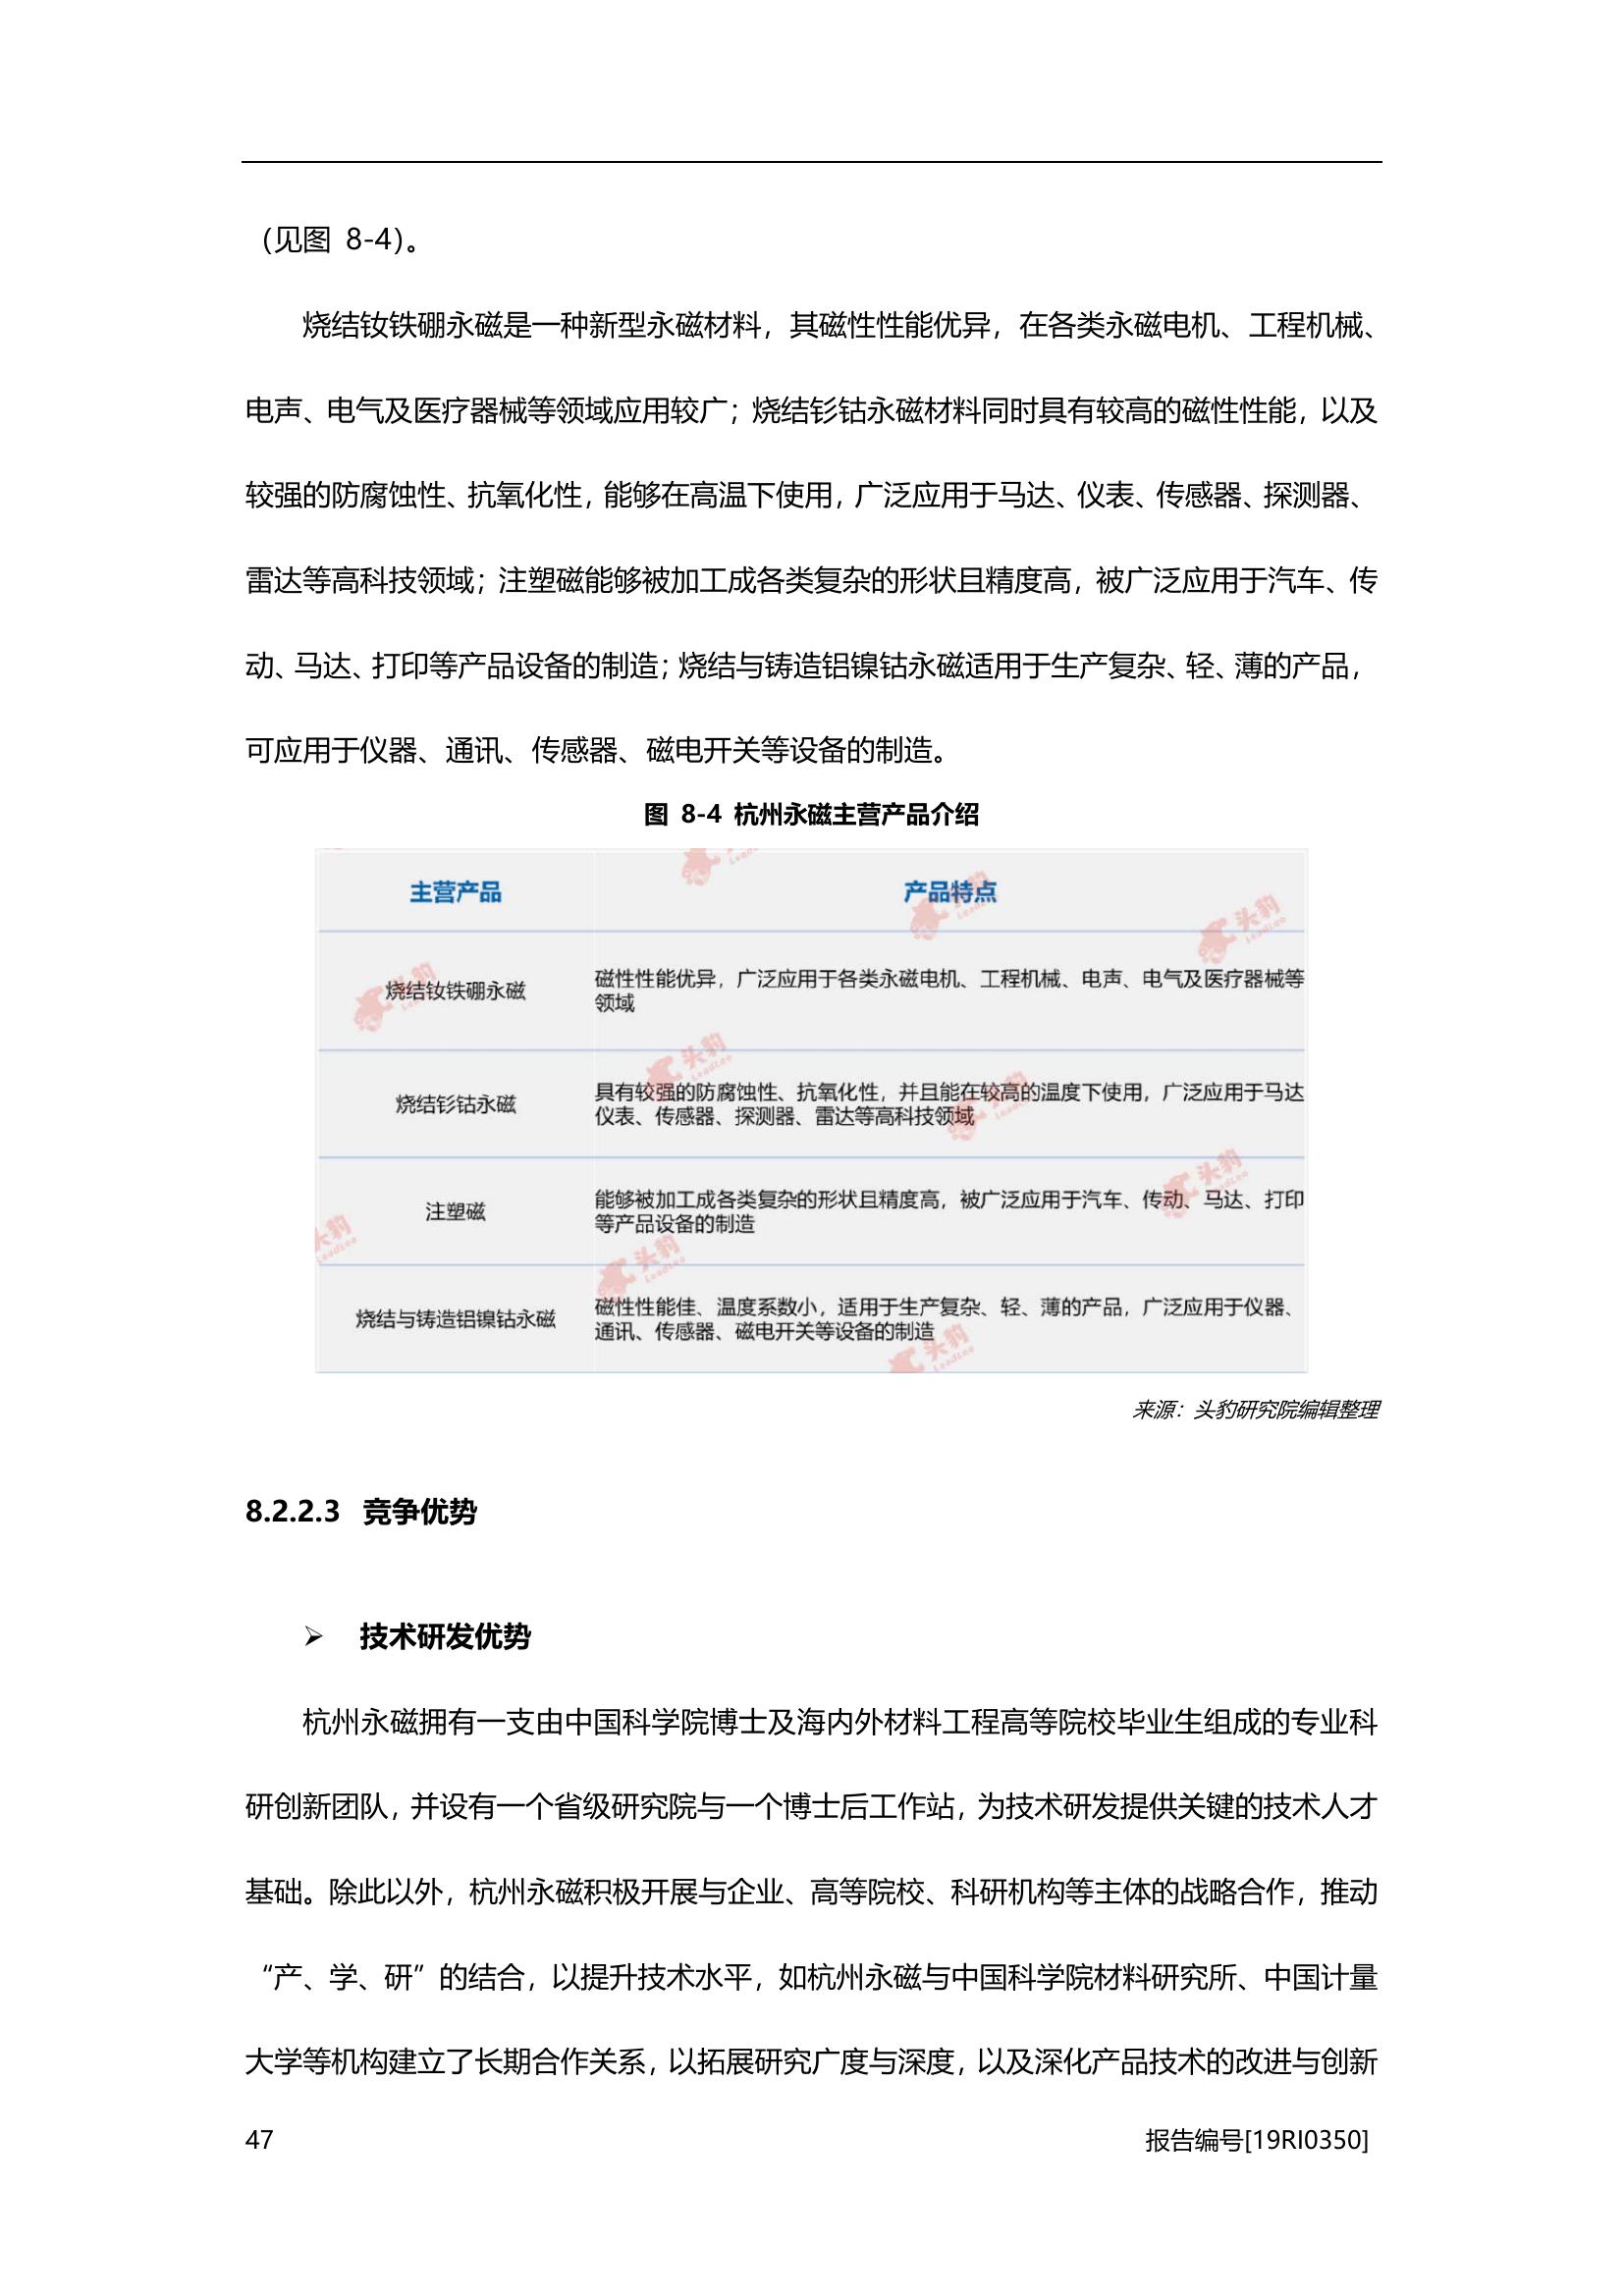 （见图 8-4）。
烧结钕铁硼永磁是一种新型永磁材料，其磁性性能优异，在各类永磁电机、工程机械、
电声、电气及医疗器械等领域应用较广；烧结钐钴永磁材料同时具有较高的磁性性能，以及
较强的防腐蚀性、抗氧化性，能够在高温下使用，广泛应用于马达、仪表、传感器、探测器、
雷达等高科技领域；注塑磁能够被加工成各类复杂的形状且精度高，被广泛应用于汽车、传
动、马达、打印等产品设备的制造；烧结与铸造铝镍钴永磁适用于生产复杂、轻、薄的产品，
可应用于仪器、通讯、传感器、磁电开关等设备的制造。
图 8-4 杭州永磁主营产品介绍
主营产品 产品特点
烧结钕铁硼永磁
磁性性能优异，广泛应用于各类永磁电机、工程机械、电声、电气及医疗器械等
领域
烧结钐钴永磁
具有较强的防腐蚀性、抗氧化性，并且能在较高的温度下使用，广泛应用于马达
仪表、传感器、探测器、雷达等高科技领域
注塑磁
能够被加工成各类复杂的形状且精度高，被广泛应用于汽车、传动、马达、打印
等产品设备的制造
烧结与铸造铝镍钴永磁
磁性性能佳、温度系数小，适用于生产复杂、轻、薄的产品，广泛应用于仪器、
通讯、传感器、磁电开关等设备的制造
头豹 LeadLeo
来源：头豹研究院编辑整理
8.2.2.3 竞争优势
➢ 技术研发优势
杭州永磁拥有一支由中国科学院博士及海内外材料工程高等院校毕业生组成的专业科
研创新团队，并设有一个省级研究院与一个博士后工作站，为技术研发提供关键的技术人才
基础。除此以外，杭州永磁积极开展与企业、高等院校、科研机构等主体的战略合作，推动
“产、学、研”的结合，以提升技术水平，如杭州永磁与中国科学院材料研究所、中国计量
大学等机构建立了长期合作关系，以拓展研究广度与深度，以及深化产品技术的改进与创新
47 报告编号[19RI0350]